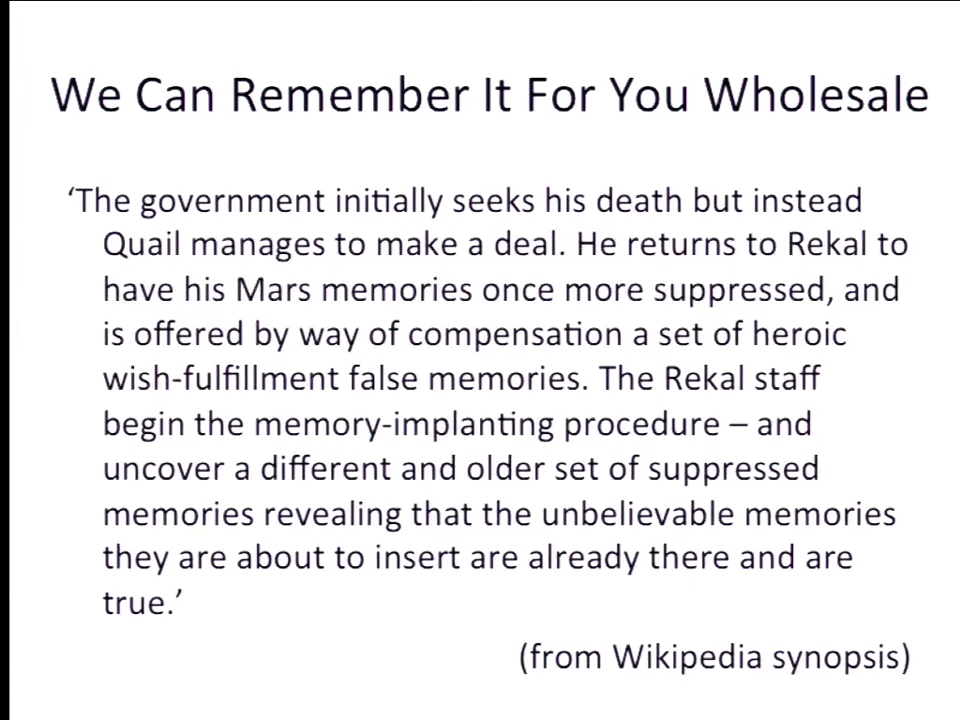 We Can Remember It For You Wholesale
‘The government initially seeks his death but instead
Quail manages to make a deal. He returns to Rekal to
have his Mars memories once more suppressed, and
is offered by way of compensation a set of heroic
wish-fulfillment false memories. The Rekal staff
begin the memory-implanting procedure – and
uncover a different and older set of suppressed
memories revealing that the unbelievable memories
they are about to insert are already there and are
true.’
(from Wikipedia synopsis)